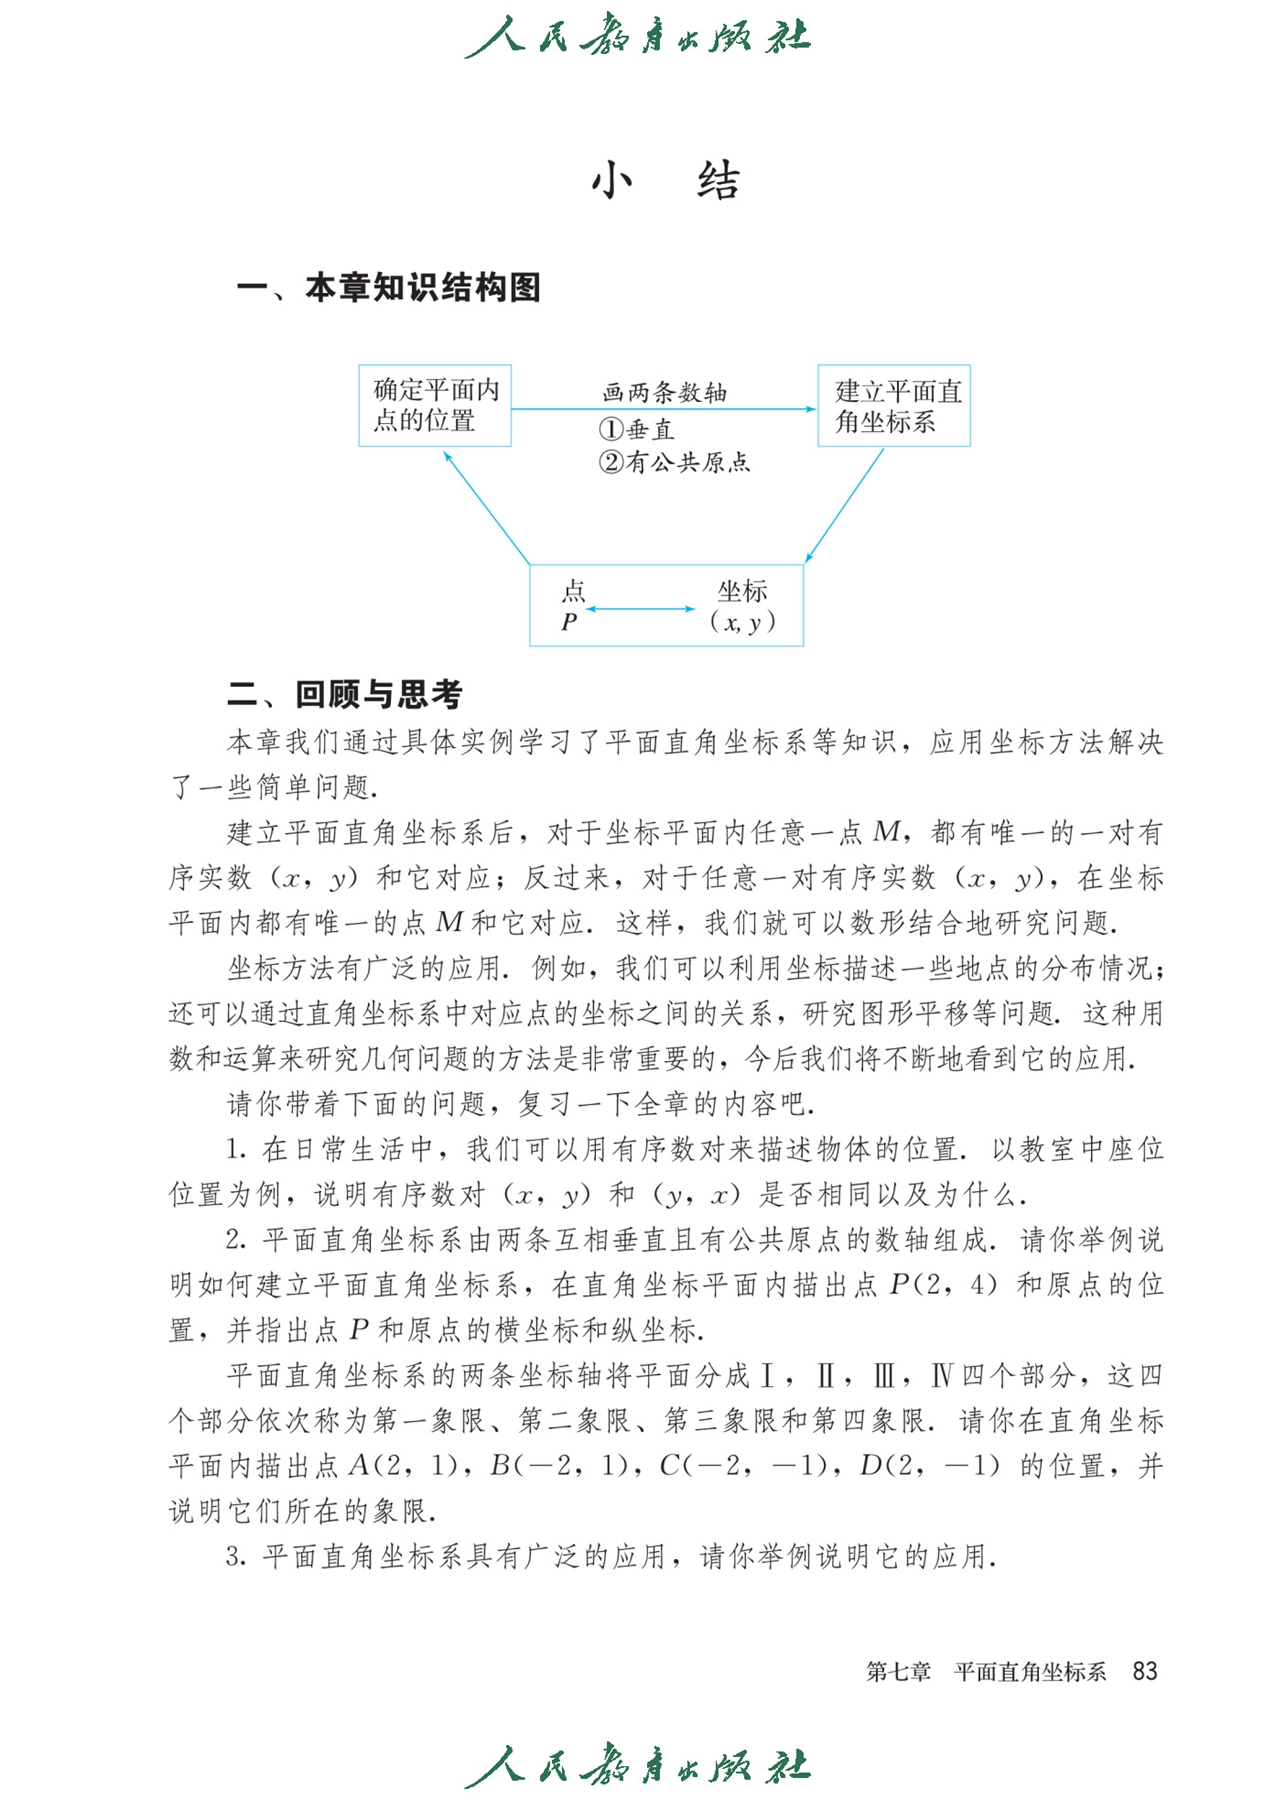 人民教育出版社
小 结
一、本章知识结构图
确定平面内
点的位置
画两条数轴
①垂直
②有公共原点
建立平面直
角坐标系
点
P
坐标
(x, y)
二、回顾与思考
本章我们通过具体实例学习了平面直角坐标系等知识，应用坐标方法解决
了一些简单问题．
建立平面直角坐标系后，对于坐标平面内任意一点 M，都有唯一的一对有
序实数（x，y）和它对应；反过来，对于任意一对有序实数（x，y），在坐标
平面内都有唯一的点 M 和它对应．这样，我们就可以数形结合地研究问题．
坐标方法有广泛的应用．例如，我们可以利用坐标描述一些地点的分布情况；
还可以通过直角坐标系中对应点的坐标之间的关系，研究图形平移等问题．这种用
数和运算来研究几何问题的方法是非常重要的，今后我们将不断地看到它的应用．
请你带着下面的问题，复习一下全章的内容吧．
1. 在日常生活中，我们可以用有序数对来描述物体的位置．以教室中座位
位置为例，说明有序数对（x，y）和（y，x）是否相同以及为什么．
2. 平面直角坐标系由两条互相垂直且有公共原点的数轴组成．请你举例说
明如何建立平面直角坐标系，在直角坐标平面内描出点 P(2，4) 和原点的位
置，并指出点 P 和原点的横坐标和纵坐标．
平面直角坐标系的两条坐标轴将平面分成Ⅰ，Ⅱ，Ⅲ，Ⅳ四个部分，这四
个部分依次称为第一象限、第二象限、第三象限和第四象限．请你在直角坐标
平面内描出点 A(2，1)，B(－2，1)，C(－2，－1)，D(2，－1) 的位置，并
说明它们所在的象限．
3. 平面直角坐标系具有广泛的应用，请你举例说明它的应用．
第七章 平面直角坐标系 83
人民教育出版社